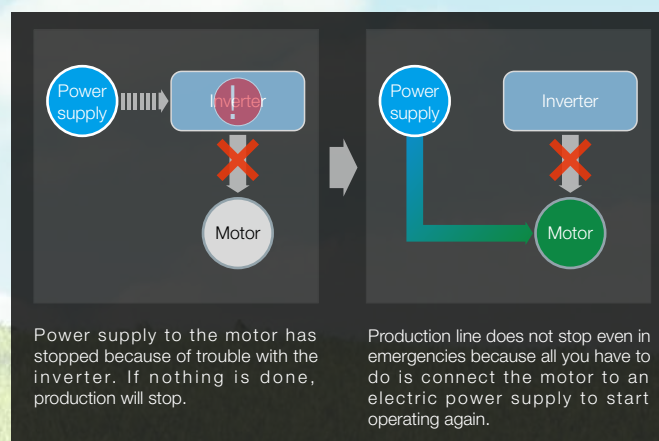 Power
supply
Inverter
!
Motor
Power supply to the motor has
stopped because of trouble with the
inverter. If nothing is done,
production will stop.
Power
supply
Inverter
Motor
Production line does not stop even in
emergencies because all you have to
do is connect the motor to an
electric power supply to start
operating again.